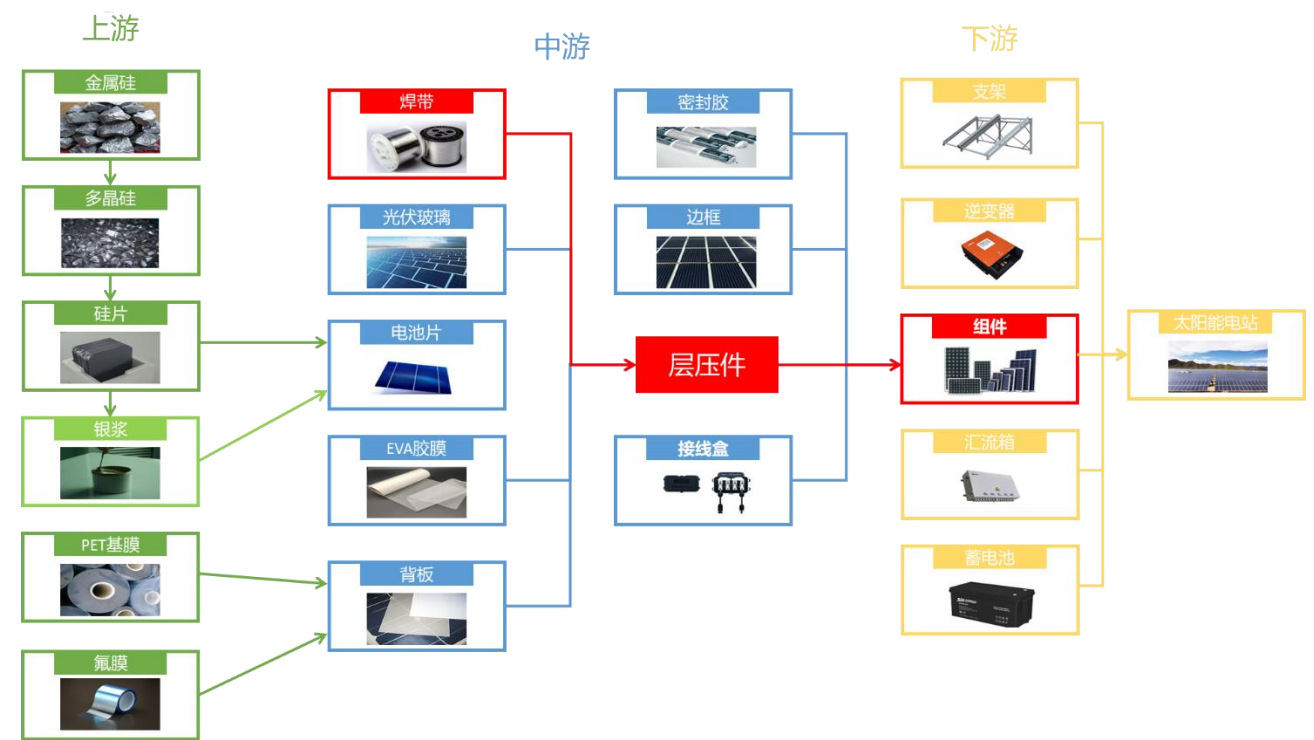 上游
中游
下游
金属硅
多晶硅
硅片
银浆
PET基膜
氟膜
焊带
光伏玻璃
电池片
EVA胶膜
背板
密封胶
边框
层压件
接线盒
支架
逆变器
组件
汇流箱
蓄电池
太阳能电站